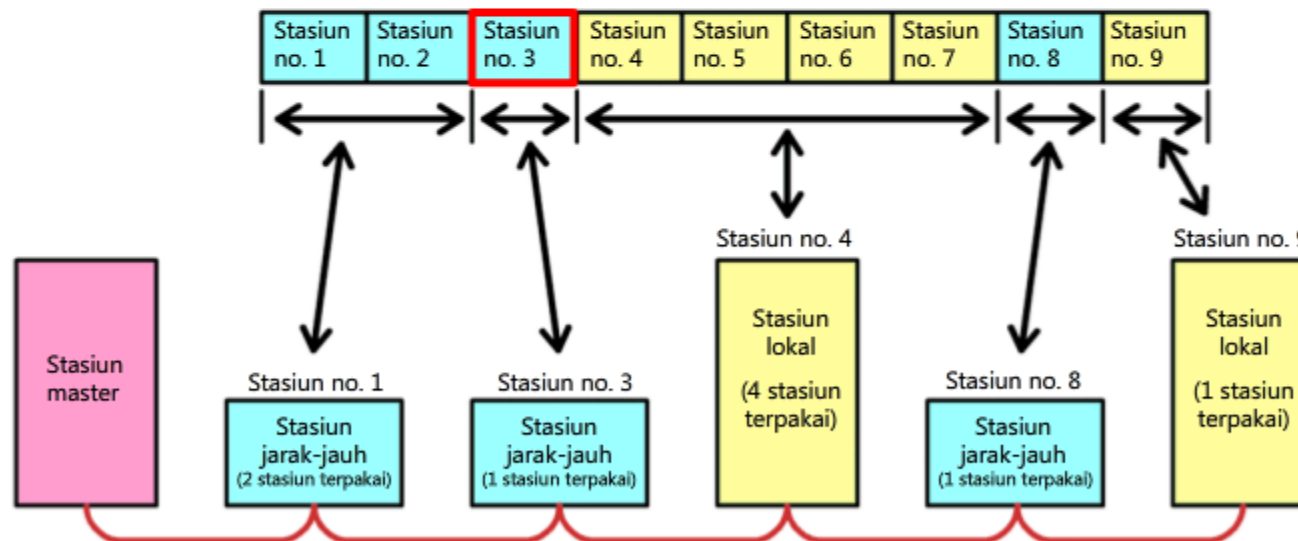 Stasiun no. 1
Stasiun no. 2
Stasiun no. 3
Stasiun no. 4
Stasiun no. 5
Stasiun no. 6
Stasiun no. 7
Stasiun no. 8
Stasiun no. 9
Stasiun no. 4
Stasiun no. 9
Stasiun
master
Stasiun no. 1
Stasiun
jarak-jauh
(2 stasiun terpakai)
Stasiun no. 3
Stasiun
jarak-jauh
(1 stasiun terpakai)
Stasiun
lokal
(4 stasiun
terpakai)
Stasiun no. 8
Stasiun
jarak-jauh
(1 stasiun terpakai)
Stasiun
lokal
(1 stasiun
terpakai)